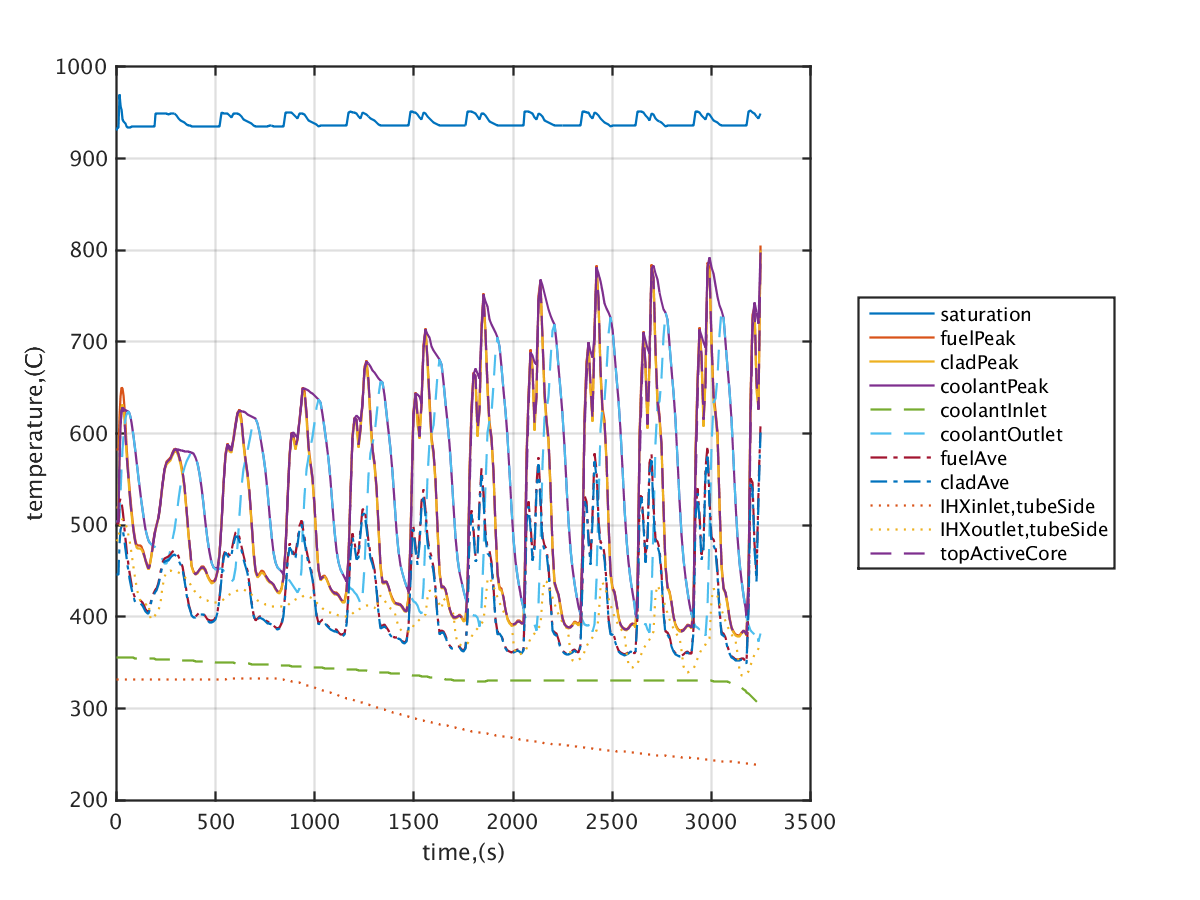 1000
900
800
700
600
500
400
300
200
temperature,(C)
0 500 1000 1500 2000 2500 3000 3500
time,(s)
saturation
fuelPeak
cladPeak
coolantPeak
coolantInlet
coolantOutlet
fuelAve
cladAve
IHXinlet,tubeSide
IHXoutlet,tubeSide
topActiveCore